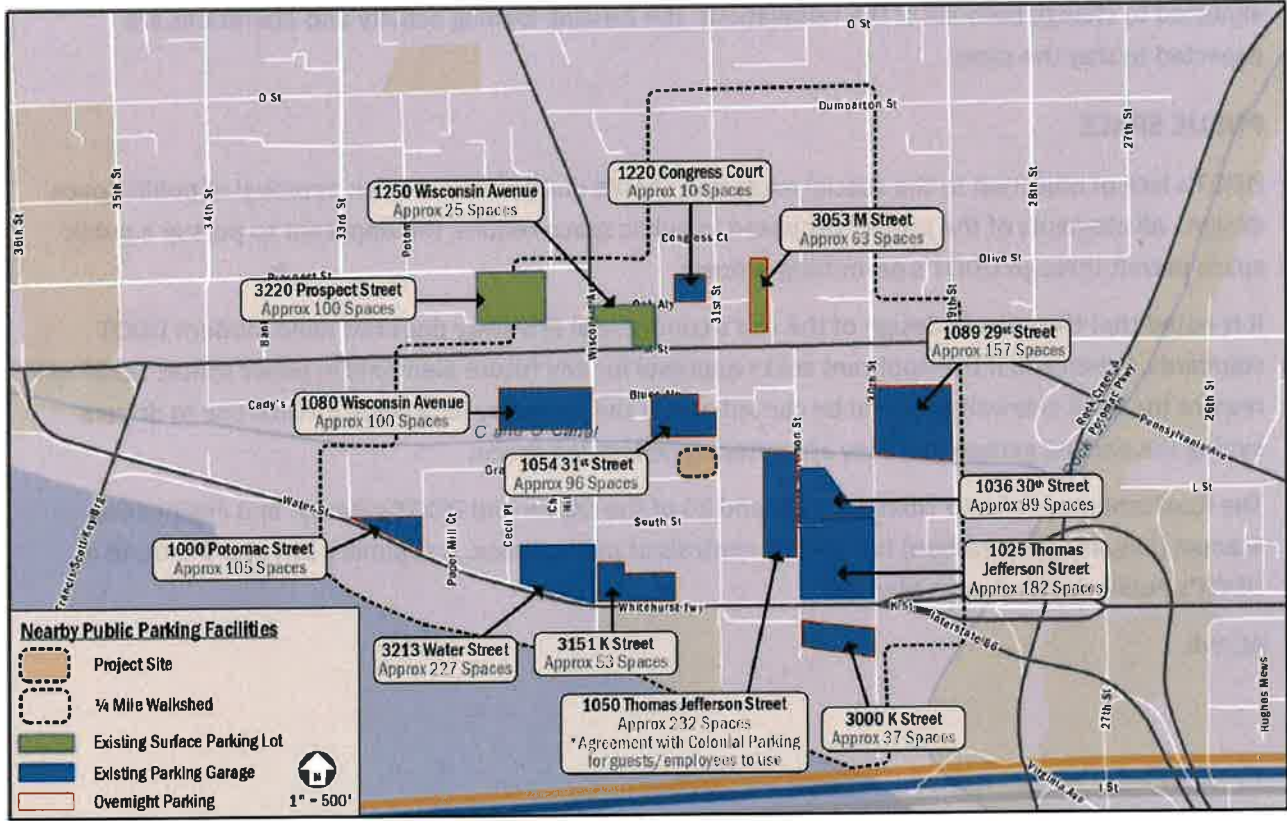 O St
O St
Dumbarton St
27th St
28th St
35th St
34th St
33rd St
36th St
1220 Congress Court
Approx 10 Spaces
1250 Wisconsin Avenue
Approx 25 Spaces
3053 M Street
Approx 63 Spaces
Congress Ct
Olive St
Prospect St
31st St
3220 Prospect Street
Approx 100 Spaces
1089 29st Street
Approx 157 Spaces
Cady's
1080 Wisconsin Avenue
Approx 100 Spaces
C and O Canal
Rock Creek &
Potomac Pkwy
26th St
Pennsylvania Ave
1054 31st Street
Approx 96 Spaces
L St
1036 30th Street
Approx 89 Spaces
Water St
South St
Cecil Pl
Paper Mill Ct
1000 Potomac Street
Approx 105 Spaces
1025 Thomas
Jefferson Street
Approx 182 Spaces
Francis Scott Key Brg
Whitehurst Fwy
K St
Interstate 66
3213 Water Street
Approx 227 Spaces
3151 K Street
Approx 53 Spaces
1050 Thomas Jefferson Street
Approx 232 Spaces
*Agreement with Colonial Parking
for guests/employees to use
3000 K Street
Approx 37 Spaces
27th St
Hughes Mews
Virginia Ave
I St
Nearby Public Parking Facilities
Project Site
¼ Mile Walkshed
Existing Surface Parking Lot
Existing Parking Garage
Overnight Parking
N
1" = 500'